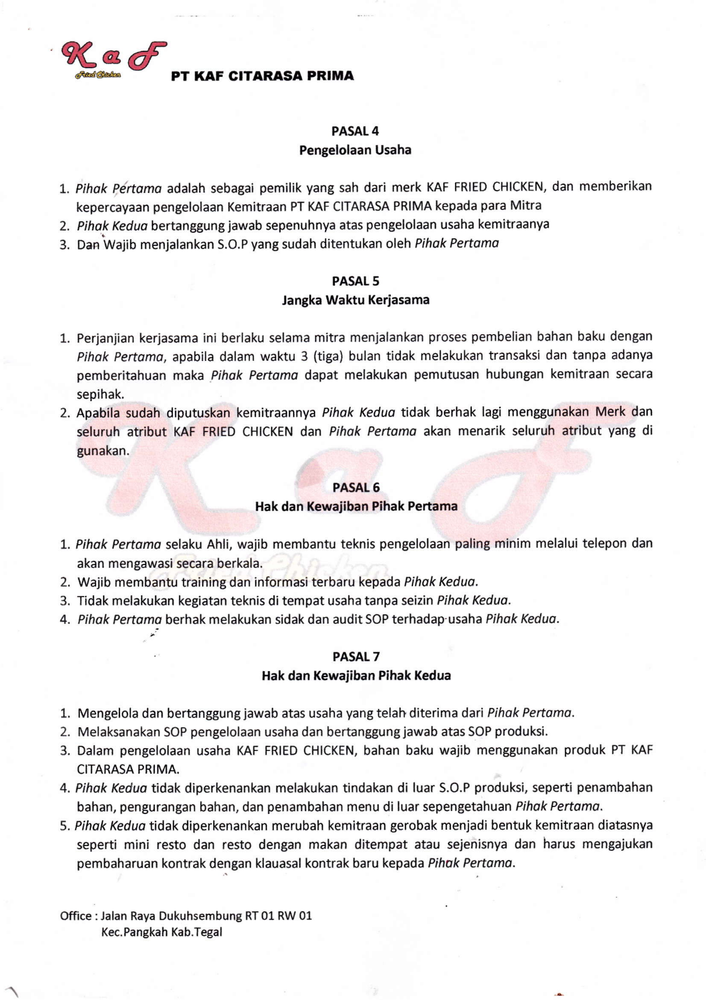 KaF
Fried Chicken
PT KAF CITARASA PRIMA
PASAL 4
Pengelolaan Usaha
1. Pihak Pertama adalah sebagai pemilik yang sah dari merk KAF FRIED CHICKEN, dan memberikan
kepercayaan pengelolaan Kemitraan PT KAF CITARASA PRIMA kepada para Mitra
2. Pihak Kedua bertanggung jawab sepenuhnya atas pengelolaan usaha kemitraanya
3. Dan Wajib menjalankan S.O.P yang sudah ditentukan oleh Pihak Pertama
PASAL 5
Jangka Waktu Kerjasama
1. Perjanjian kerjasama ini berlaku selama mitra menjalankan proses pembelian bahan baku dengan
Pihak Pertama, apabila dalam waktu 3 (tiga) bulan tidak melakukan transaksi dan tanpa adanya
pemberitahuan maka Pihak Pertama dapat melakukan pemutusan hubungan kemitraan secara
sepihak.
2. Apabila sudah diputuskan kemitraannya Pihak Kedua tidak berhak lagi menggunakan Merk dan
seluruh atribut KAF FRIED CHICKEN dan Pihak Pertama akan menarik seluruh atribut yang di
gunakan.
KaF
PASAL 6
Hak dan Kewajiban Pihak Pertama
1. Pihak Pertama selaku Ahli, wajib membantu teknis pengelolaan paling minim melalui telepon dan
akan mengawasi secara berkala.
Fried Chicken
2. Wajib membantu training dan informasi terbaru kepada Pihak Kedua.
3. Tidak melakukan kegiatan teknis di tempat usaha tanpa seizin Pihak Kedua.
4. Pihak Pertama berhak melakukan sidak dan audit SOP terhadap usaha Pihak Kedua.
PASAL 7
Hak dan Kewajiban Pihak Kedua
1. Mengelola dan bertanggung jawab atas usaha yang telah diterima dari Pihak Pertama.
2. Melaksanakan SOP pengelolaan usaha dan bertanggung jawab atas SOP produksi.
3. Dalam pengelolaan usaha KAF FRIED CHICKEN, bahan baku wajib menggunakan produk PT KAF
CITARASA PRIMA.
4. Pihak Kedua tidak diperkenankan melakukan tindakan di luar S.O.P produksi, seperti penambahan
bahan, pengurangan bahan, dan penambahan menu di luar sepengetahuan Pihak Pertama.
5. Pihak Kedua tidak diperkenankan merubah kemitraan gerobak menjadi bentuk kemitraan diatasnya
seperti mini resto dan resto dengan makan ditempat atau sejenisnya dan harus mengajukan
pembaharuan kontrak dengan klauasal kontrak baru kepada Pihak Pertama.
Office : Jalan Raya Dukuhsembung RT 01 RW 01
Kec.Pangkah Kab.Tegal